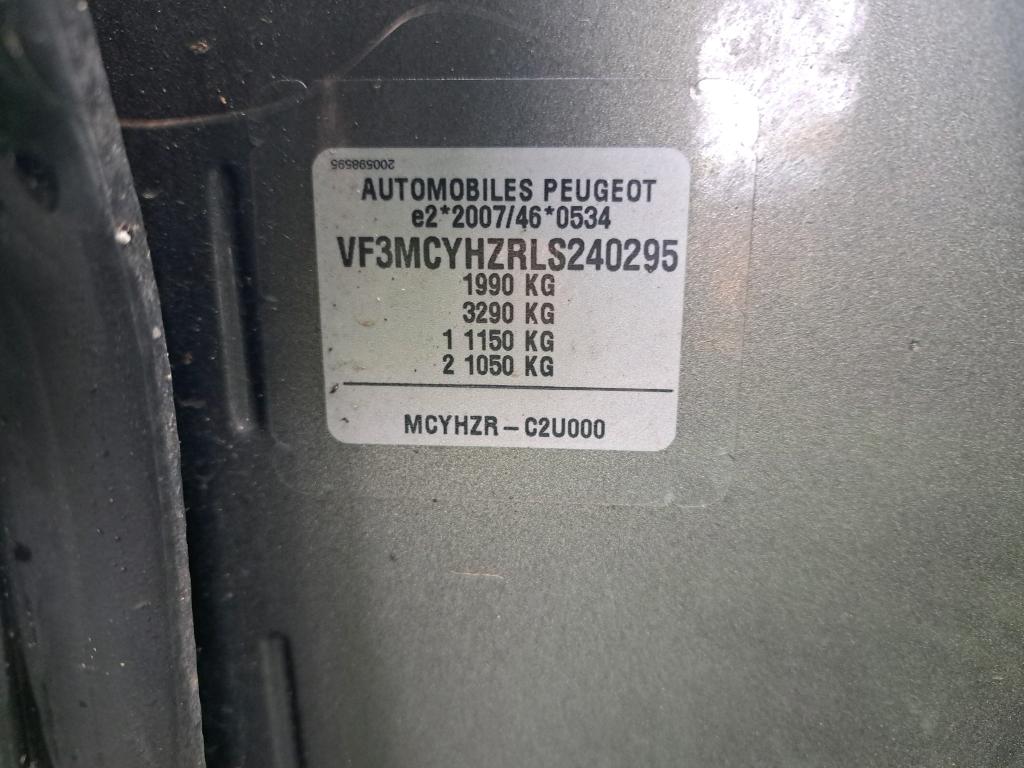 200598595
AUTOMOBILES PEUGEOT
e2*2007/46*0534
VF3MCYHZRLS240295
1990 KG
3290 KG
1 1150 KG
2 1050 KG
MCYHZR - C2U000